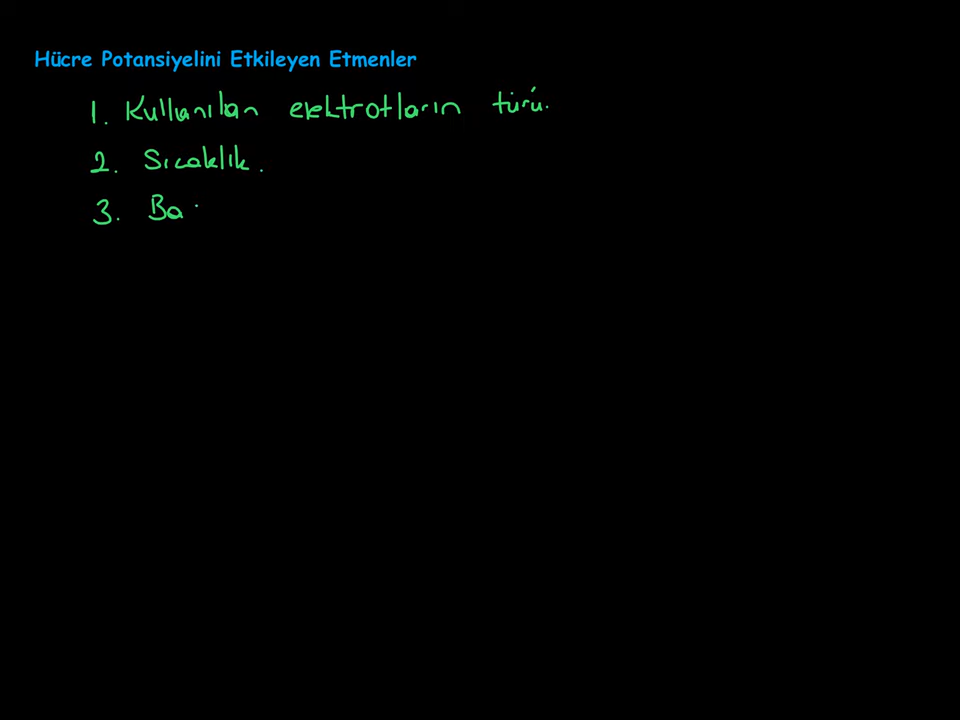 Hücre Potansiyelini Etkileyen Etmenler
1. Kullanılan elektrotların türü.
2. Sıcaklık.
3. Ba